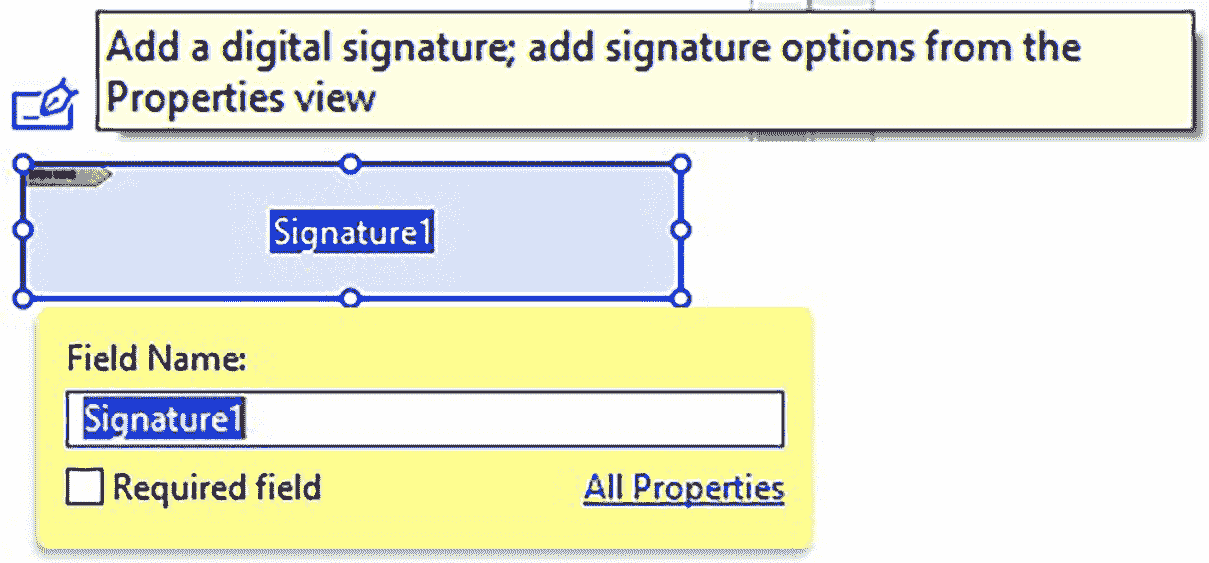 Add a digital signature; add signature options from the
Properties view
Signature1
Field Name:
Signature1
Required field
All Properties